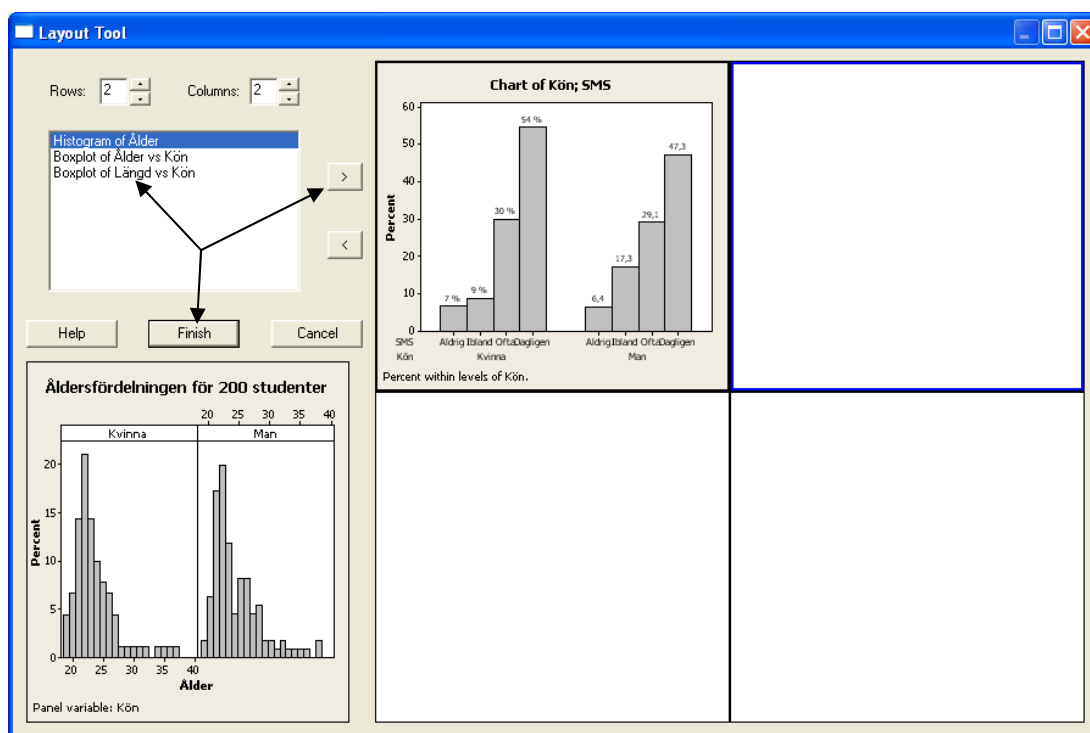 Layout Tool
Rows: 2 Columns: 2
Histogram of Ålder
Boxplot of Ålder vs Kön
Boxplot of Längd vs Kön
>
<
Help Finish Cancel
Åldersfördelningen för 200 studenter
20 25 30 35 40
Kvinna Man
20
15
10
5
0
Percent
20 25 30 35 40
Ålder
Panel variable: Kön
Chart of Kön; SMS
60
50
40
30
20
10
0
Percent
7 % 9 % 30 % 54 % 6,4 17,3 29,1 47,3
SMS Aldrig Ibland Ofta Dagligen Aldrig Ibland Ofta Dagligen
Kön Kvinna Man
Percent within levels of Kön.